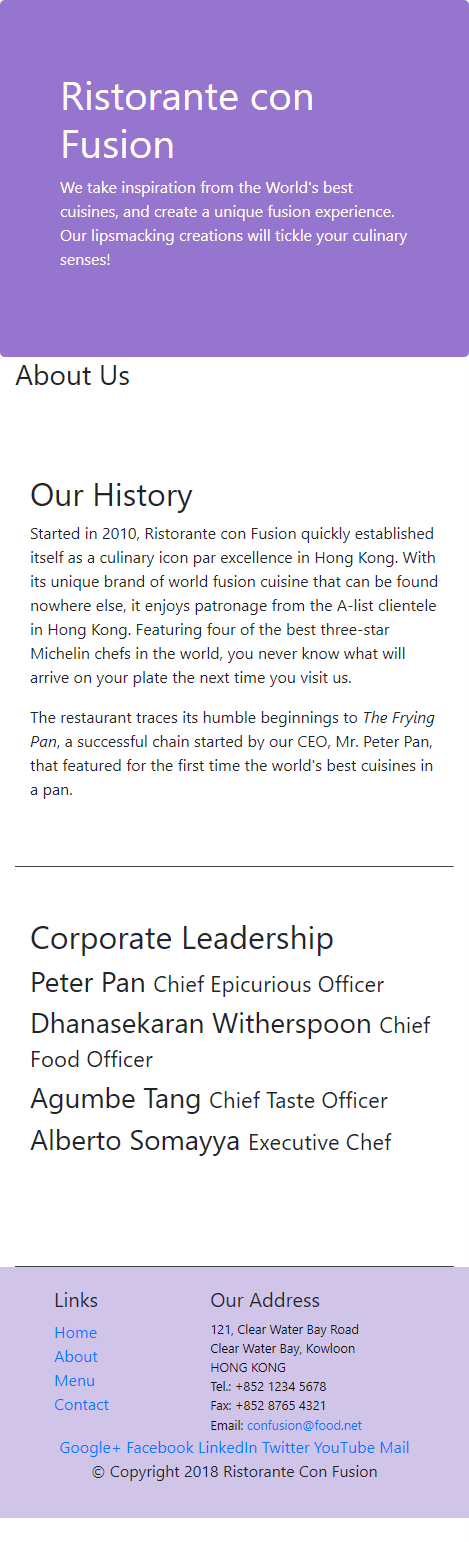 Ristorante con
Fusion
We take inspiration from the World's best
cuisines, and create a unique fusion experience.
Our lipsmacking creations will tickle your culinary
senses!
About Us
Our History
Started in 2010, Ristorante con Fusion quickly established
itself as a culinary icon par excellence in Hong Kong. With
its unique brand of world fusion cuisine that can be found
nowhere else, it enjoys patronage from the A-list clientele
in Hong Kong. Featuring four of the best three-star
Michelin chefs in the world, you never know what will
arrive on your plate the next time you visit us.
The restaurant traces its humble beginnings to The Frying
Pan, a successful chain started by our CEO, Mr. Peter Pan,
that featured for the first time the world's best cuisines in
a pan.
Corporate Leadership
Peter Pan Chief Epicurious Officer
Dhanasekaran Witherspoon Chief
Food Officer
Agumbe Tang Chief Taste Officer
Alberto Somayya Executive Chef
Links
Home
About
Menu
Contact
Our Address
121, Clear Water Bay Road
Clear Water Bay, Kowloon
HONG KONG
Tel.: +852 1234 5678
Fax: +852 8765 4321
Email: confusion@food.net
Google+ Facebook LinkedIn Twitter YouTube Mail
© Copyright 2018 Ristorante Con Fusion